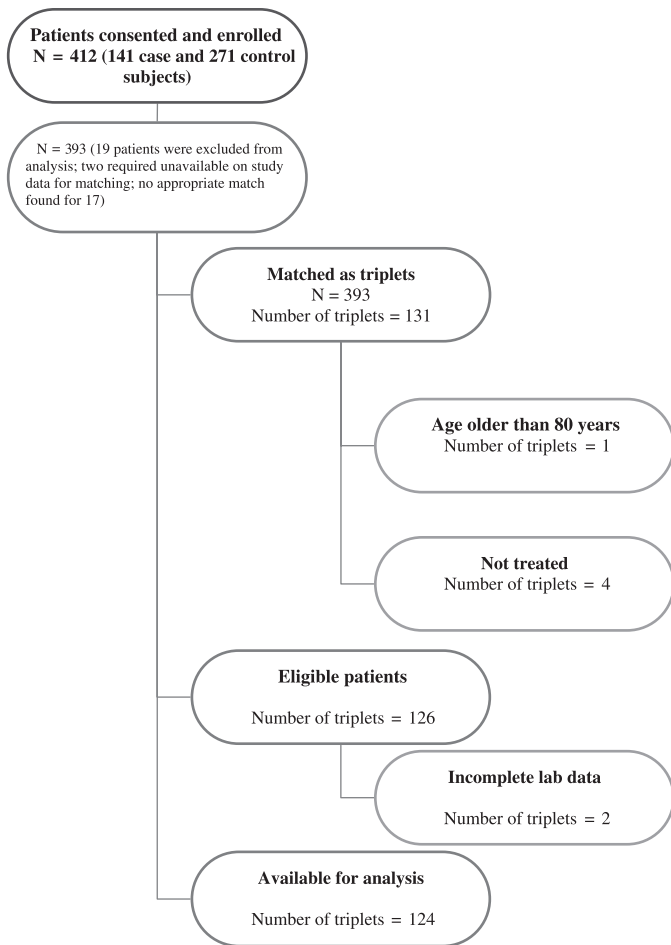 Patients consented and enrolled
N = 412 (141 case and 271 control
subjects)
N = 393 (19 patients were excluded from
analysis; two required unavailable on study
data for matching; no appropriate match
found for 17)
Matched as triplets
N = 393
Number of triplets = 131
Age older than 80 years
Number of triplets = 1
Not treated
Number of triplets = 4
Eligible patients
Number of triplets = 126
Incomplete lab data
Number of triplets = 2
Available for analysis
Number of triplets = 124